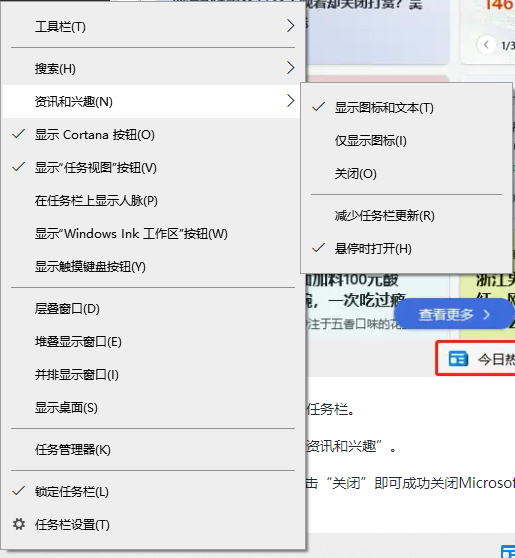 工具栏(T)
搜索(H)
资讯和兴趣(N)
显示 Cortana 按钮(O)
显示“任务视图”按钮(V)
在任务栏上显示人脉(P)
显示“Windows Ink 工作区”按钮(W)
显示触摸键盘按钮(Y)
层叠窗口(D)
堆叠显示窗口(E)
并排显示窗口(I)
显示桌面(S)
任务管理器(K)
锁定任务栏(L)
任务栏设置(T)
显示图标和文本(T)
仅显示图标(I)
关闭(O)
减少任务栏更新(R)
悬停时打开(H)
观看却关闭打赏？吴
146
1/3
加料100元酸
，一次吃过瘾
注于五香口味的花
浙江
查看更多
今日热
任务栏。
资讯和兴趣”。
击“关闭”即可成功关闭Microsof